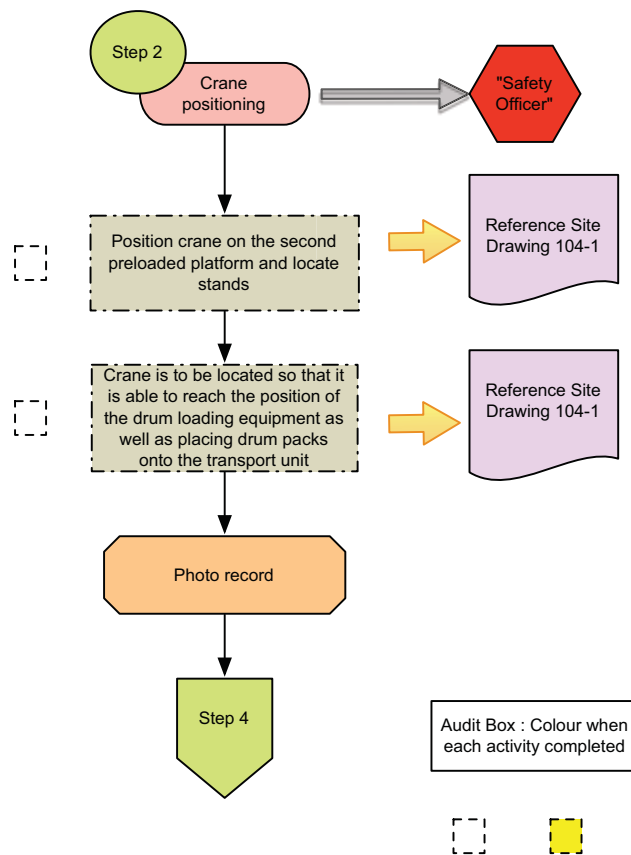 Step 2
Crane
positioning
"Safety
Officer"
Position crane on the second
preloaded platform and locate
stands
Reference Site
Drawing 104-1
Crane is to be located so that it
is able to reach the position of
the drum loading equipment as
well as placing drum packs
onto the transport unit
Reference Site
Drawing 104-1
Photo record
Step 4
Audit Box : Colour when
each activity completed